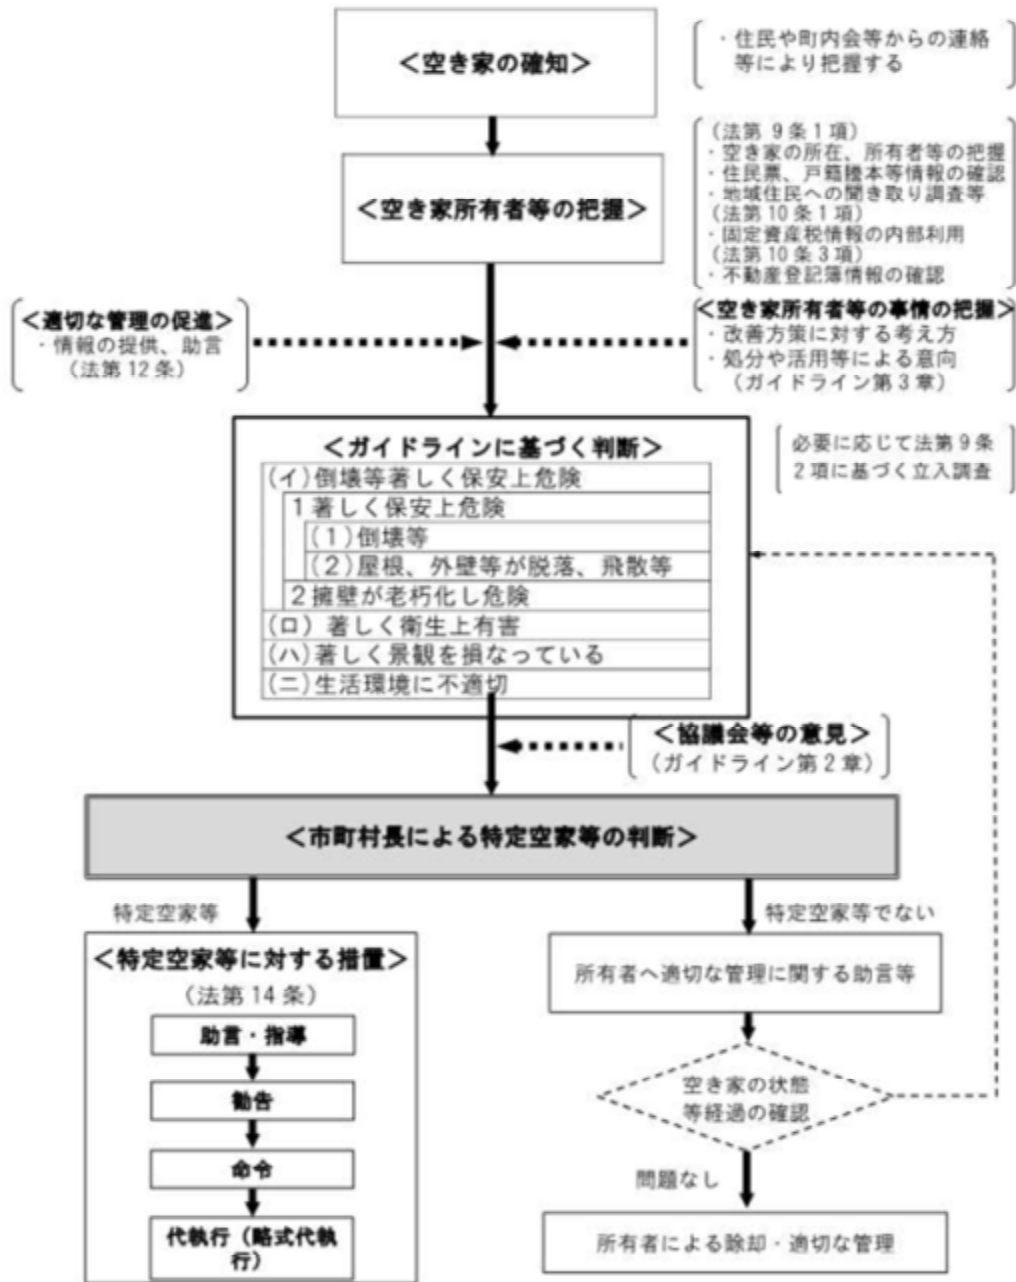 ＜空き家の確知＞
・住民や町内会等からの連絡
等により把握する
＜空き家所有者等の把握＞
(法第 9条1項)
・空き家の所在、所有者等の把握
・住民票、戸籍謄本等情報の確認
・地域住民への聞き取り調査等
(法第10条1項)
・固定資産税情報の内部利用
(法第10条3項)
・不動産登記簿情報の確認
＜適切な管理の促進＞
・情報の提供、助言
(法第12条)
＜空き家所有者等の事情の把握＞
・改善方策に対する考え方
・処分や活用等による意向
(ガイドライン第3章)
＜ガイドラインに基づく判断＞
(イ)倒壊等著しく保安上危険
1著しく保安上危険
(1)倒壊等
(2)屋根、外壁等が脱落、飛散等
2擁壁が老朽化し危険
(ロ) 著しく衛生上有害
(ハ)著しく景観を損なっている
(ニ)生活環境に不適切
必要に応じて法第9条
2項に基づく立入調査
＜協議会等の意見＞
(ガイドライン第2章)
＜市町村長による特定空家等の判断＞
特定空家等
特定空家等でない
＜特定空家等に対する措置＞
(法第14条)
助言・指導
勧告
命令
代執行（略式代執
行）
所有者へ適切な管理に関する助言等
空き家の状態
等経過の確認
問題なし
所有者による除却・適切な管理